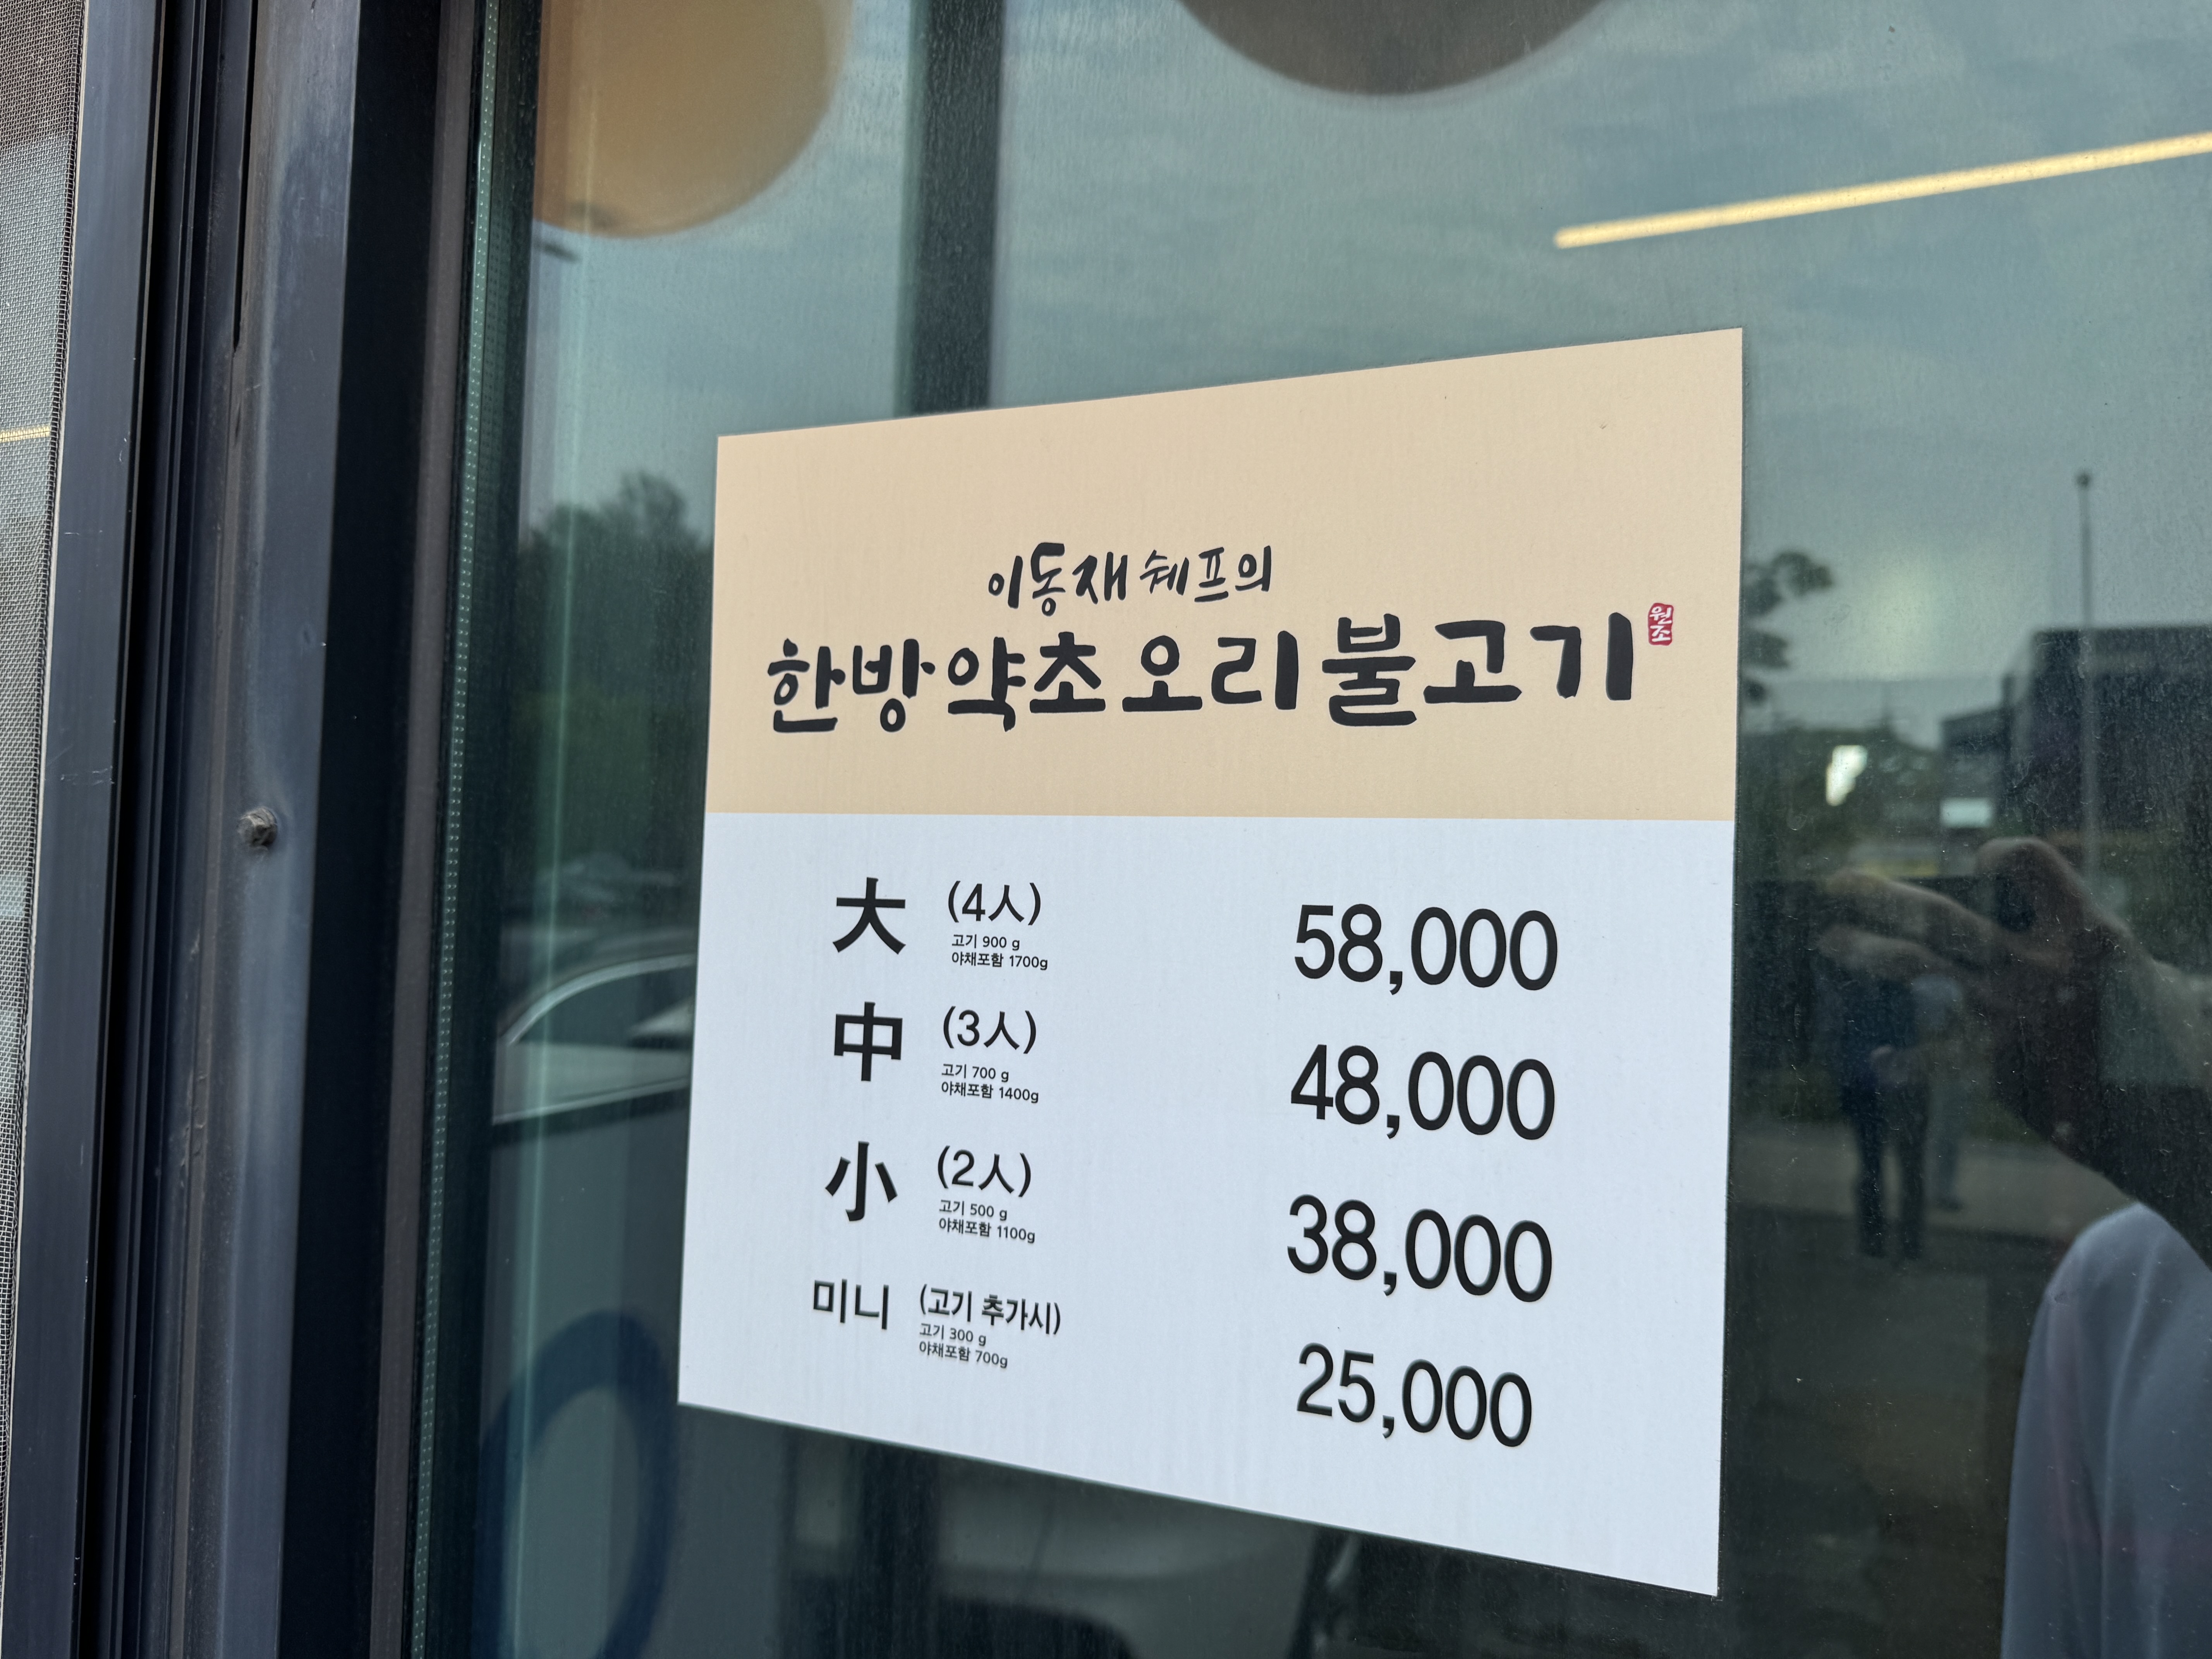 이동재 쉐프의
한방 약초 오리 불고기
원조
大 (4人) 58,000
고기 900 g
야채포함 1700g
中 (3人) 48,000
고기 700 g
야채포함 1400g
小 (2人) 38,000
고기 500 g
야채포함 1100g
미니 (고기 추가시) 25,000
고기 300 g
야채포함 700g